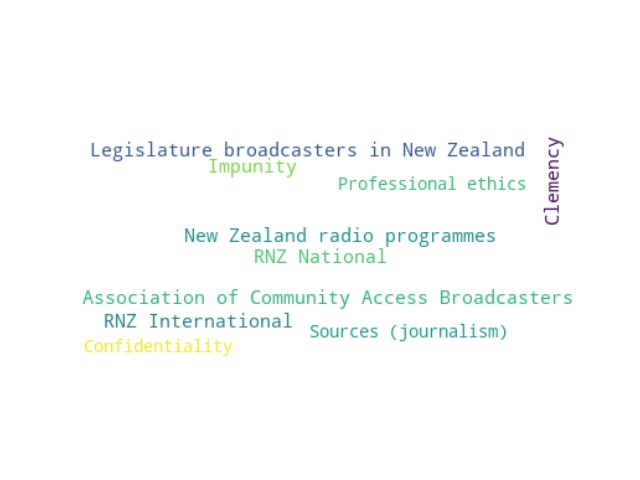 Legislature broadcasters in New Zealand
Impunity
Clemency
Professional ethics
New Zealand radio programmes
RNZ National
Association of Community Access Broadcasters
RNZ International
Sources (journalism)
Confidentiality